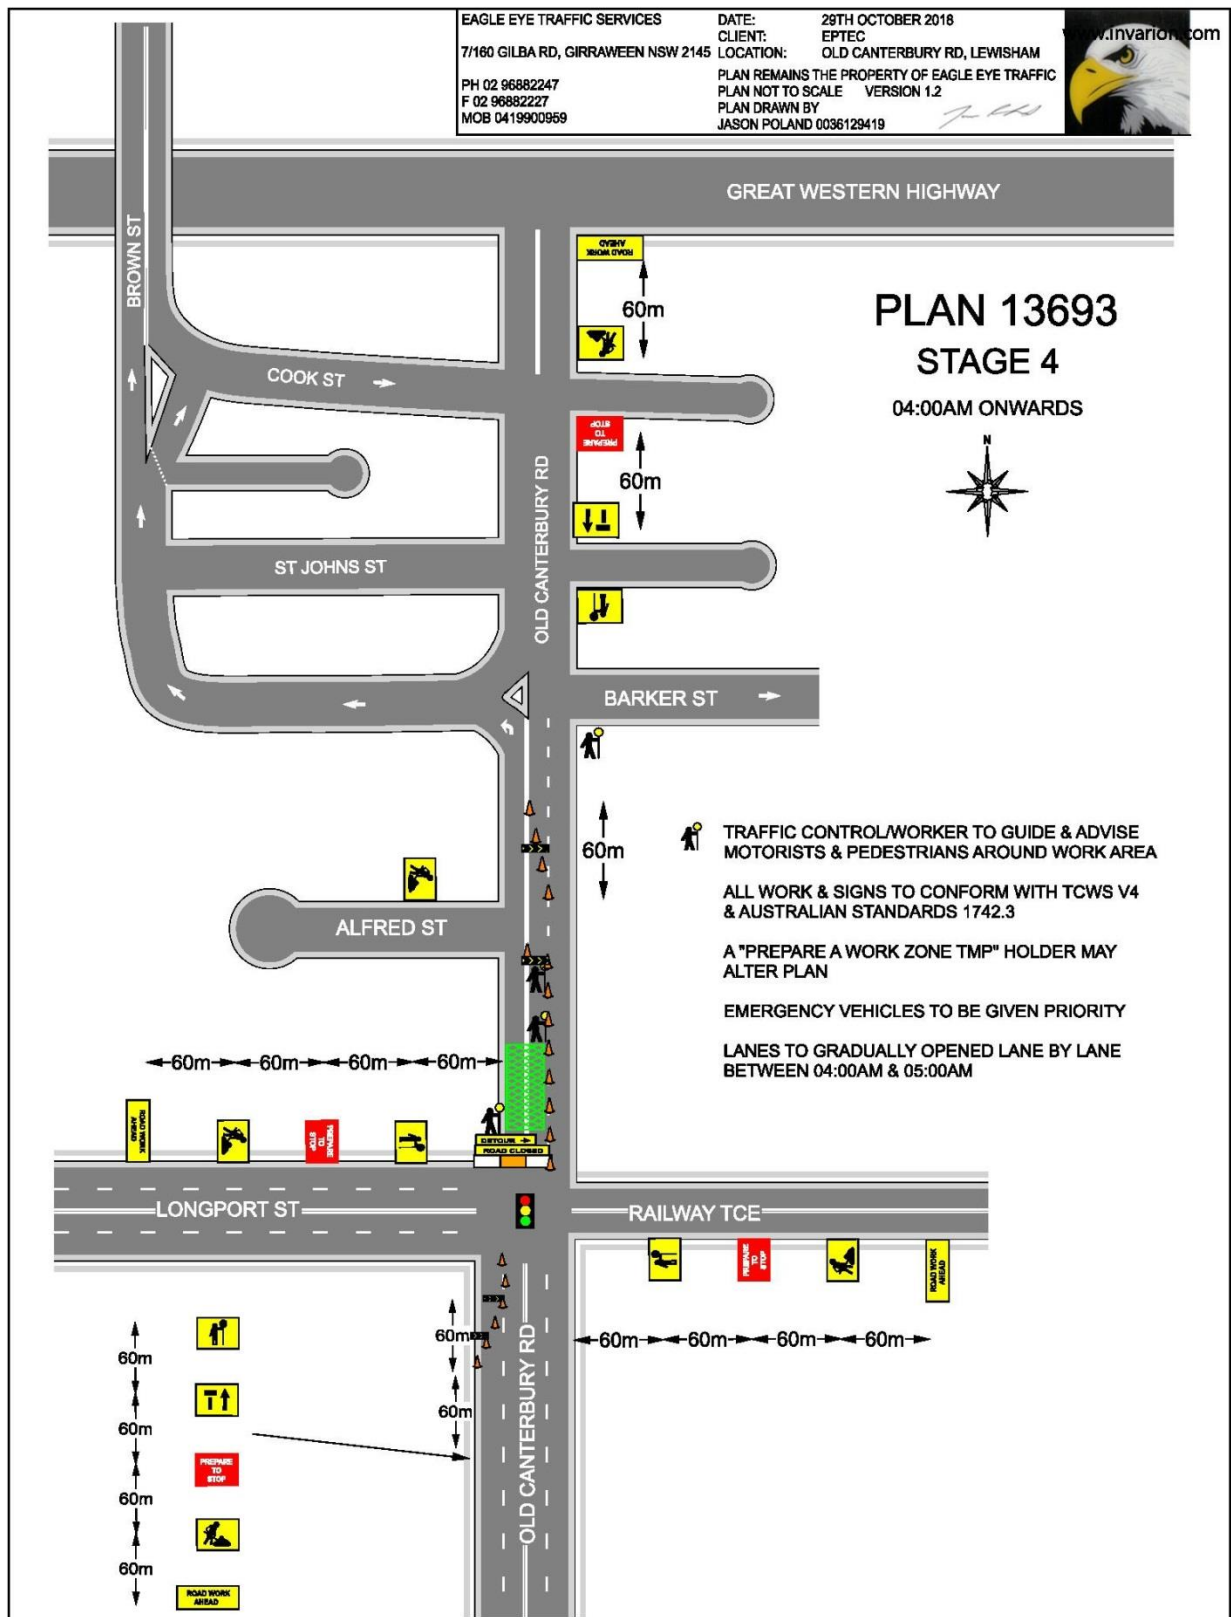 EAGLE EYE TRAFFIC SERVICES
7/160 GILBA RD, GIRRAWEEN NSW 2145
PH 02 96882247
F 02 96882227
MOB 0419900959
DATE: 29TH OCTOBER 2018
CLIENT: EPTEC
LOCATION: OLD CANTERBURY RD, LEWISHAM
PLAN REMAINS THE PROPERTY OF EAGLE EYE TRAFFIC
PLAN NOT TO SCALE VERSION 1.2
PLAN DRAWN BY
JASON POLAND 0036129419
www.invarion.com
GREAT WESTERN HIGHWAY
BROWN ST
ROAD WORK
AHEAD
60m
PLAN 13693
STAGE 4
04:00AM ONWARDS
N
COOK ST
PREPARE
TO
STOP
60m
OLD CANTERBURY RD
ST JOHNS ST
BARKER ST
60m
TRAFFIC CONTROL/WORKER TO GUIDE & ADVISE
MOTORISTS & PEDESTRIANS AROUND WORK AREA
ALL WORK & SIGNS TO CONFORM WITH TCWS V4
& AUSTRALIAN STANDARDS 1742.3
A "PREPARE A WORK ZONE TMP" HOLDER MAY
ALTER PLAN
EMERGENCY VEHICLES TO BE GIVEN PRIORITY
LANES TO GRADUALLY OPENED LANE BY LANE
BETWEEN 04:00AM & 05:00AM
ALFRED ST
60m 60m 60m 60m
ROAD WORK
AHEAD
PREPARE
TO
STOP
DETOUR
ROAD CLOSED
LONGPORT ST
RAILWAY TCE
PREPARE
TO
STOP
ROAD WORK
AHEAD
60m 60m 60m 60m
60m
60m
OLD CANTERBURY RD
60m
60m
PREPARE
TO
STOP
60m
60m
ROAD WORK
AHEAD